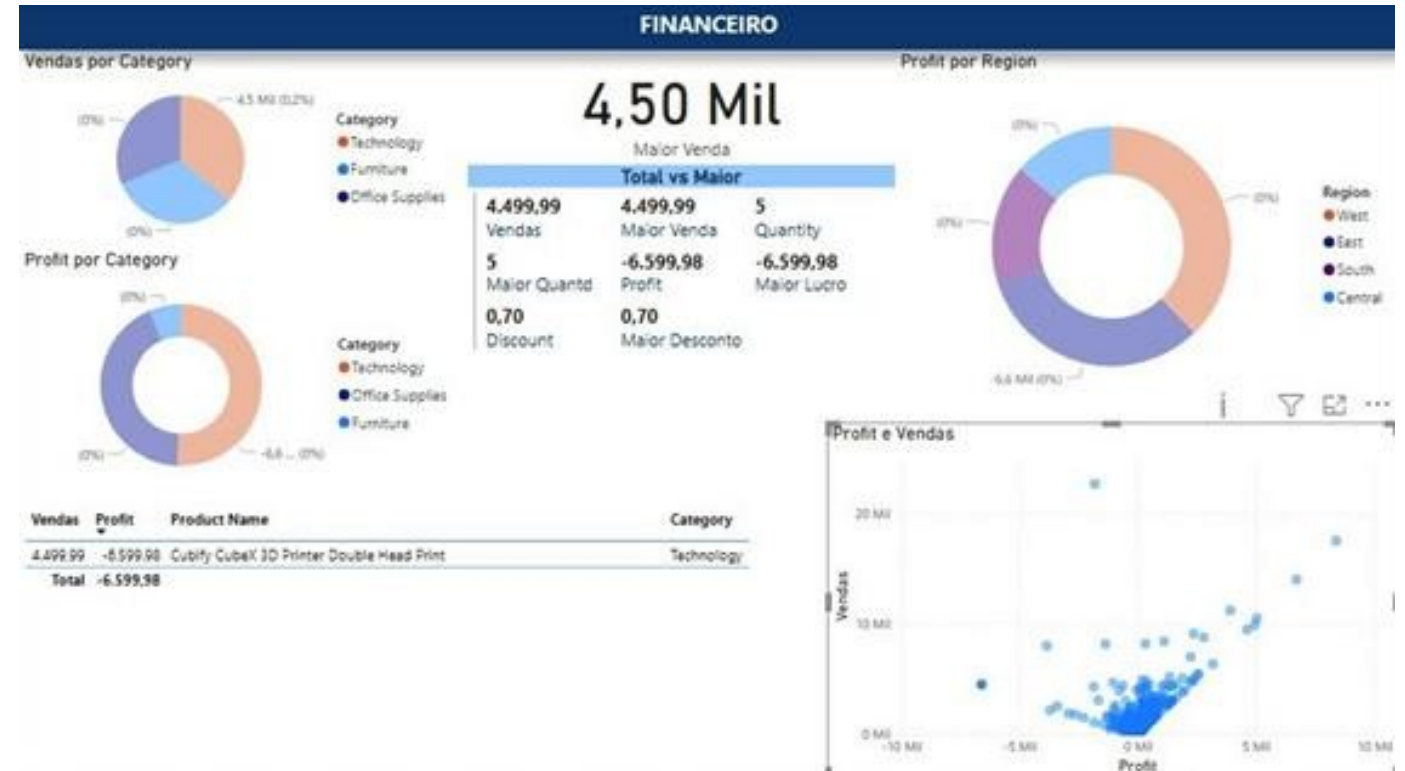 FINANCEIRO
Vendas por Category
4.5 Mil (0.2%)
(0%)
(0%)
Category
Technology
Furniture
Office Supplies
Profit por Category
(0%)
(0%)
-6,6 ... (0%)
Category
Technology
Office Supplies
Furniture
4,50 Mil
Maior Venda
Total vs Maior
4.499,99 4.499,99 5
Vendas Maior Venda Quantity
5 -6.599,98 -6.599,98
Maior Quantd Profit Maior Lucro
0,70 0,70
Discount Maior Desconto
Profit por Region
(0%)
(0%)
(0%)
-6,6 Mil (0%)
Region
West
East
South
Central
Vendas Profit Product Name Category
4.499,99 -6.599,98 Cubify CubeX 3D Printer Double Head Print Technology
Total -6.599,98
Profit e Vendas
Vendas
20 Mil
10 Mil
0 Mil
-10 Mil -5 Mil 0 Mil 5 Mil 10 Mil
Profit